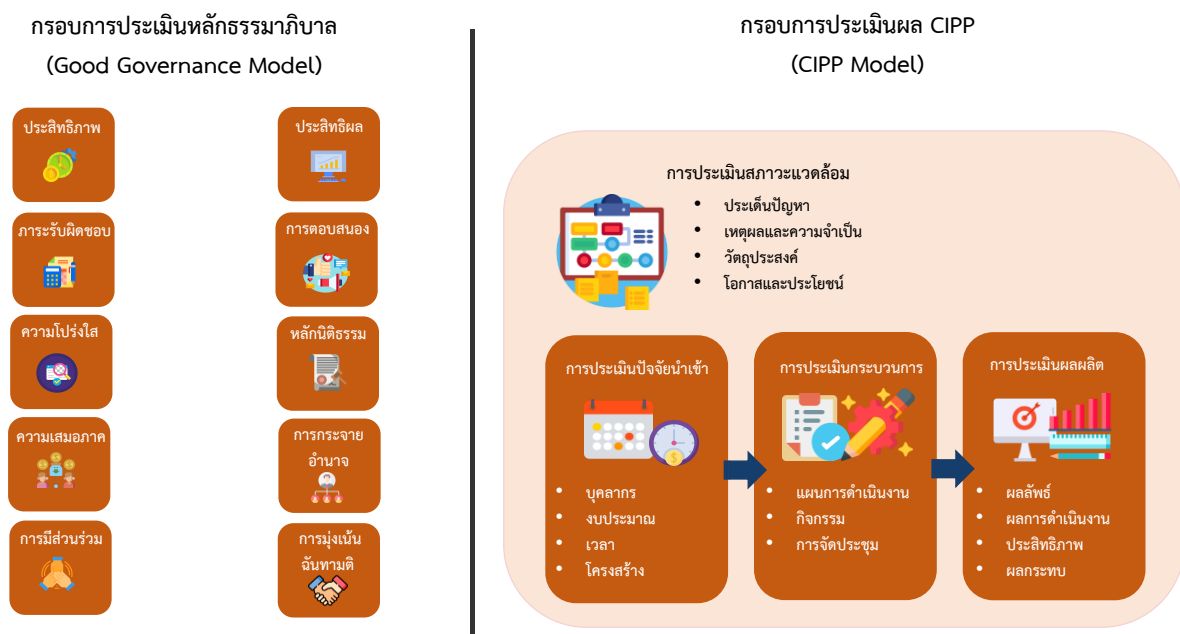 กรอบการประเมินหลักธรรมาภิบาล
(Good Governance Model)
ประสิทธิภาพ
ประสิทธิผล
ภาระรับผิดชอบ
การตอบสนอง
ความโปร่งใส
หลักนิติธรรม
ความเสมอภาค
การกระจาย
อำนาจ
การมีส่วนร่วม
การมุ่งเน้น
ฉันทามติ
กรอบการประเมินผล CIPP
(CIPP Model)
การประเมินสภาวะแวดล้อม
• ประเด็นปัญหา
• เหตุผลและความจำเป็น
• วัตถุประสงค์
• โอกาสและประโยชน์
การประเมินปัจจัยนำเข้า
• บุคลากร
• งบประมาณ
• เวลา
• โครงสร้าง
การประเมินกระบวนการ
• แผนการดำเนินงาน
• กิจกรรม
• การจัดประชุม
การประเมินผลผลิต
• ผลลัพธ์
• ผลการดำเนินงาน
• ประสิทธิภาพ
• ผลกระทบ